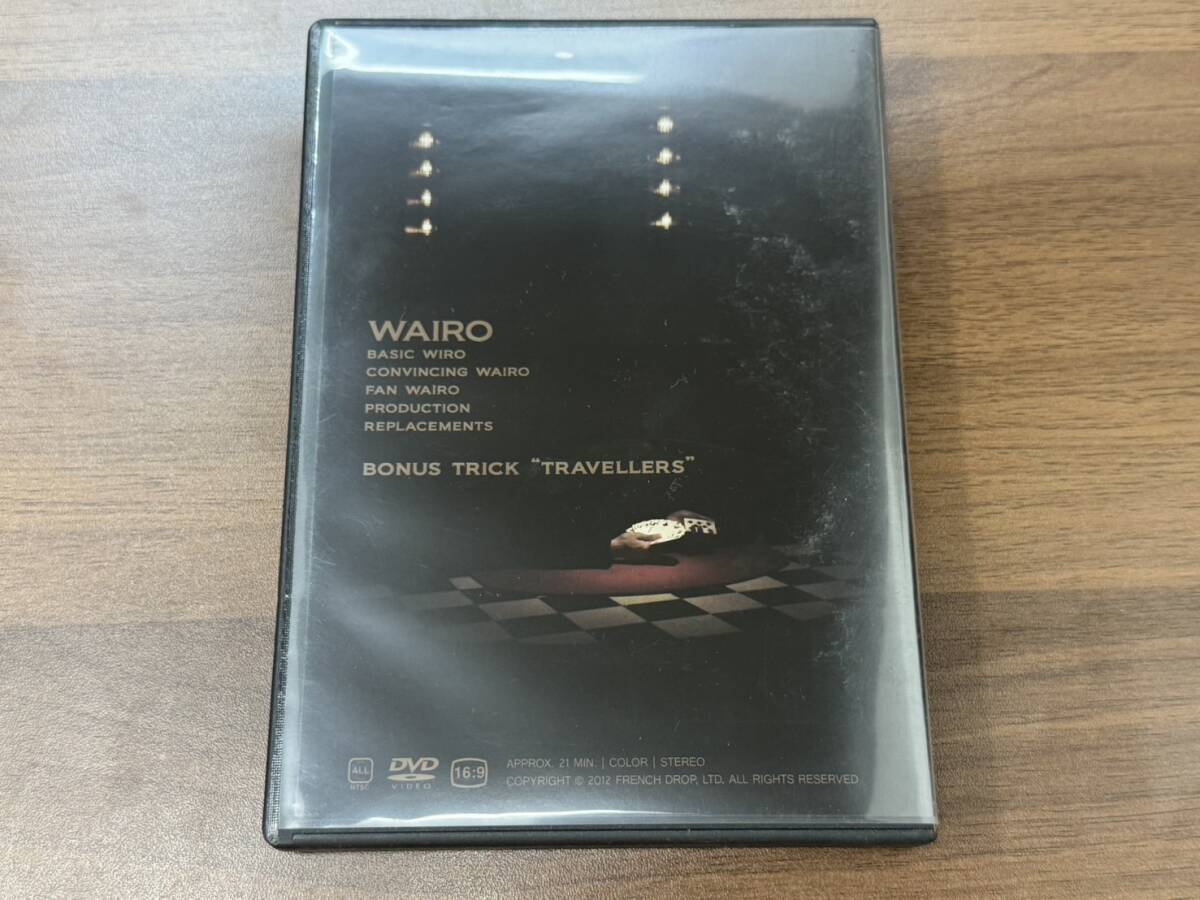 WAIRO
BASIC WIRO
CONVINCING WAIRO
FAN WAIRO
PRODUCTION
REPLACEMENTS
BONUS TRICK “TRAVELLERS”
ALL
NTSC
DVD
VIDEO
16:9
APPROX. 21 MIN. | COLOR | STEREO
COPYRIGHT © 2012 FRENCH DROP, LTD. ALL RIGHTS RESERVED